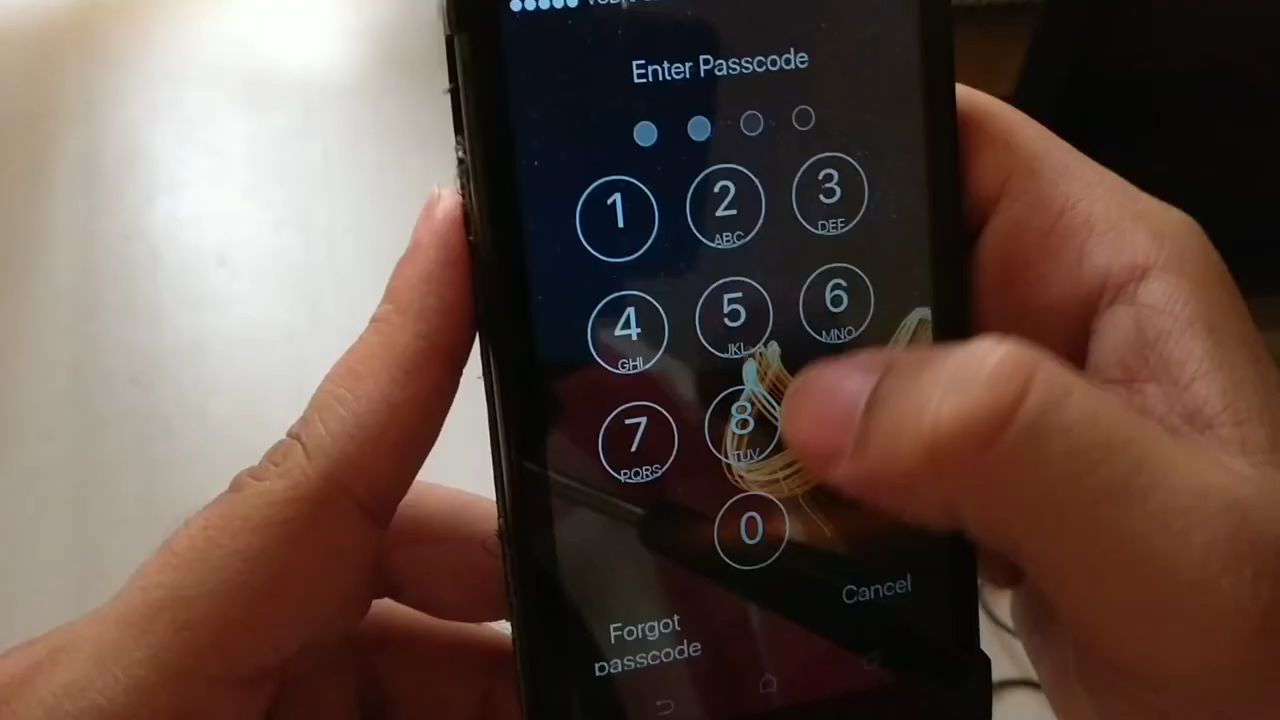 Enter Passcode
1
2
ABC
3
DEF
4
GHI
5
JKL
6
MNO
7
PQRS
8
TUV
0
Cancel
Forgot
passcode